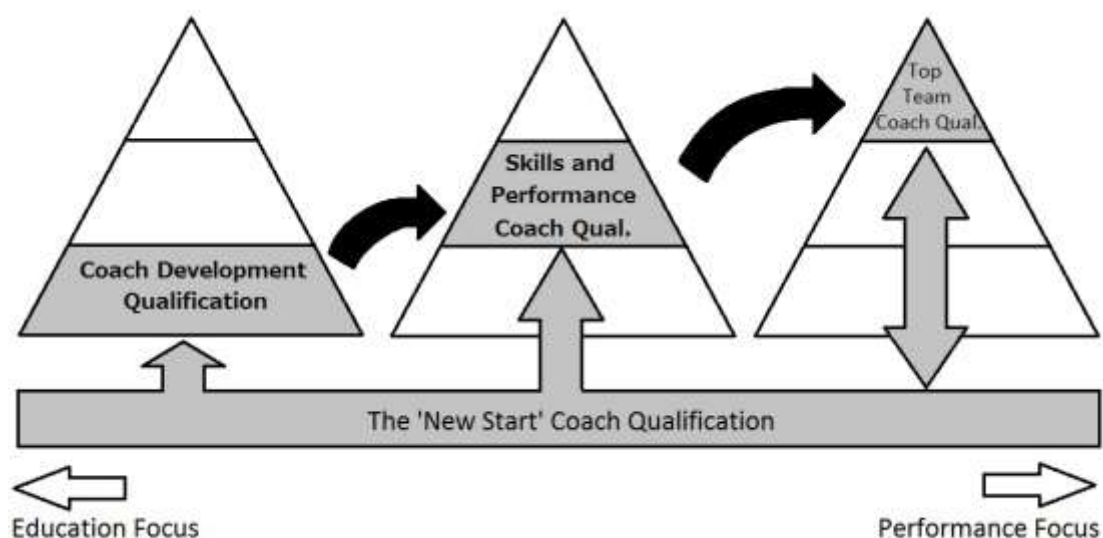 Top
Team
Coach Qual.
Skills and
Performance
Coach Qual.
Coach Development
Qualification
The 'New Start' Coach Qualification
Education Focus
Performance Focus